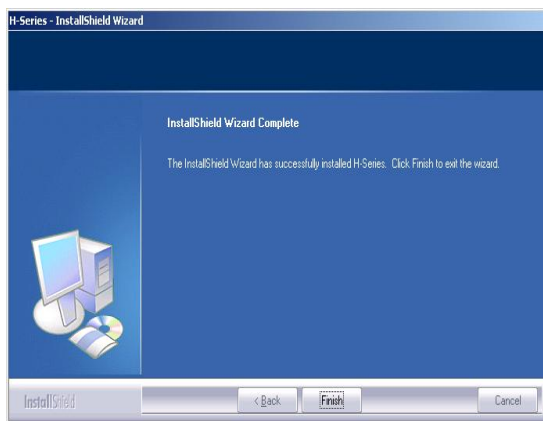 H-Series - InstallShield Wizard
InstallShield Wizard Complete
The InstallShield Wizard has successfully installed H-Series. Click Finish to exit the wizard.
InstallShield
< Back
Finish
Cancel